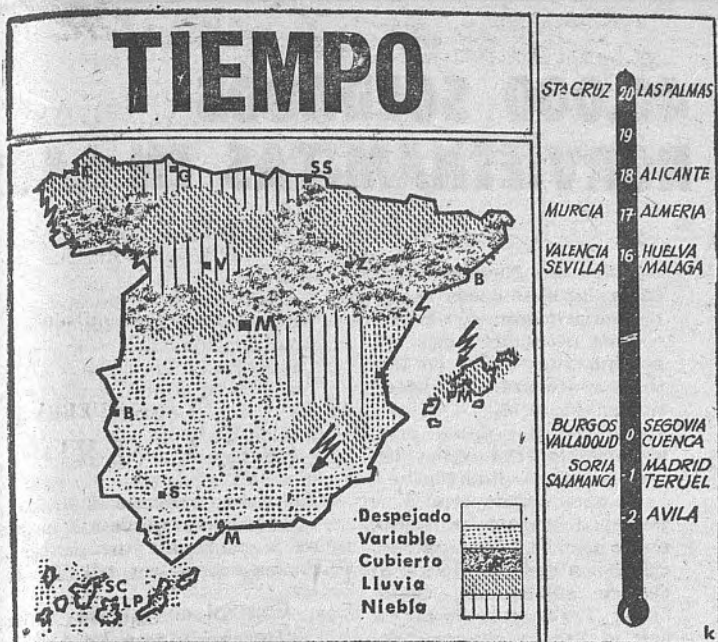 TIEMPO
C
G
SS
V
Z
B
M
PM
B
S
M
SC
LP
Despejado
Variable
Cubierto
Lluvia
Niebla
STA CRUZ 20 LAS PALMAS
19
18 ALICANTE
MURCIA 17 ALMERIA
VALENCIA 16 HUELVA
SEVILLA MALAGA
BURGOS 0 SEGOVIA
VALLADOLID CUENCA
SORIA -1 MADRID
SALAMANCA TERUEL
-2 AVILA